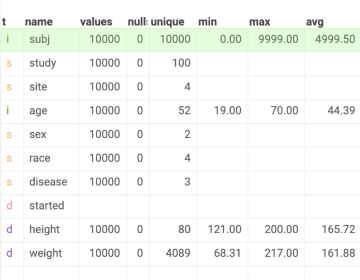 t name values nulls unique min max avg
i subj 10000 0 10000 0.00 9999.00 4999.50
s study 10000 0 100
s site 10000 0 4
i age 10000 0 52 19.00 70.00 44.39
s sex 10000 0 2
s race 10000 0 4
s disease 10000 0 3
d started
d height 10000 0 80 121.00 200.00 165.72
d weight 10000 0 4089 68.31 217.00 161.88